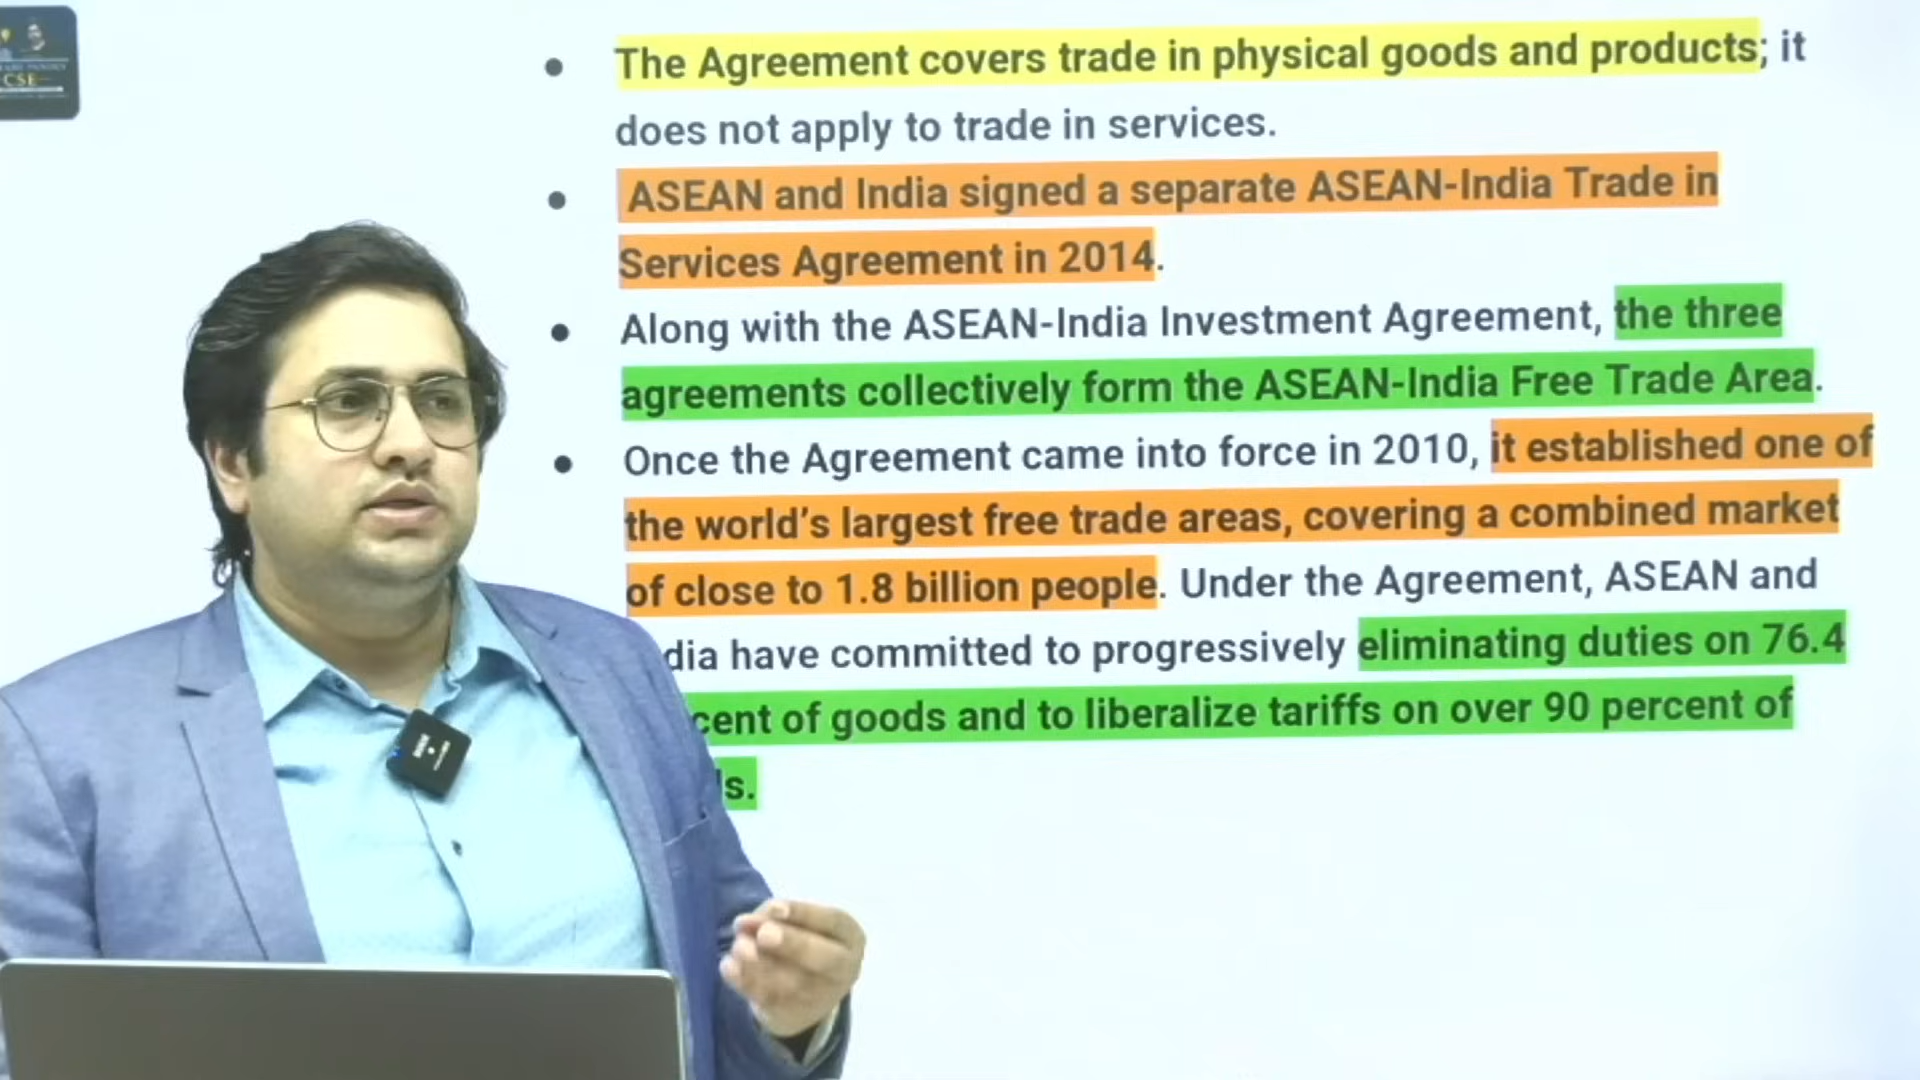 CSE
The Agreement covers trade in physical goods and products; it
does not apply to trade in services.
ASEAN and India signed a separate ASEAN-India Trade in
Services Agreement in 2014.
Along with the ASEAN-India Investment Agreement, the three
agreements collectively form the ASEAN-India Free Trade Area.
Once the Agreement came into force in 2010, it established one of
the world's largest free trade areas, covering a combined market
of close to 1.8 billion people. Under the Agreement, ASEAN and
dia have committed to progressively eliminating duties on 76.4
cent of goods and to liberalize tariffs on over 90 percent of
s.